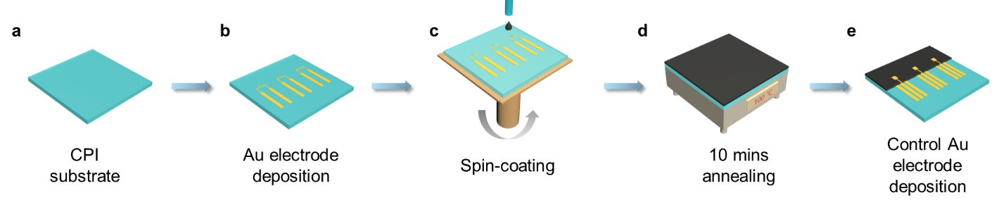 a
b
c
d
e
100 ℃
CPI
substrate
Au electrode
deposition
Spin-coating
10 mins
annealing
Control Au
electrode
deposition